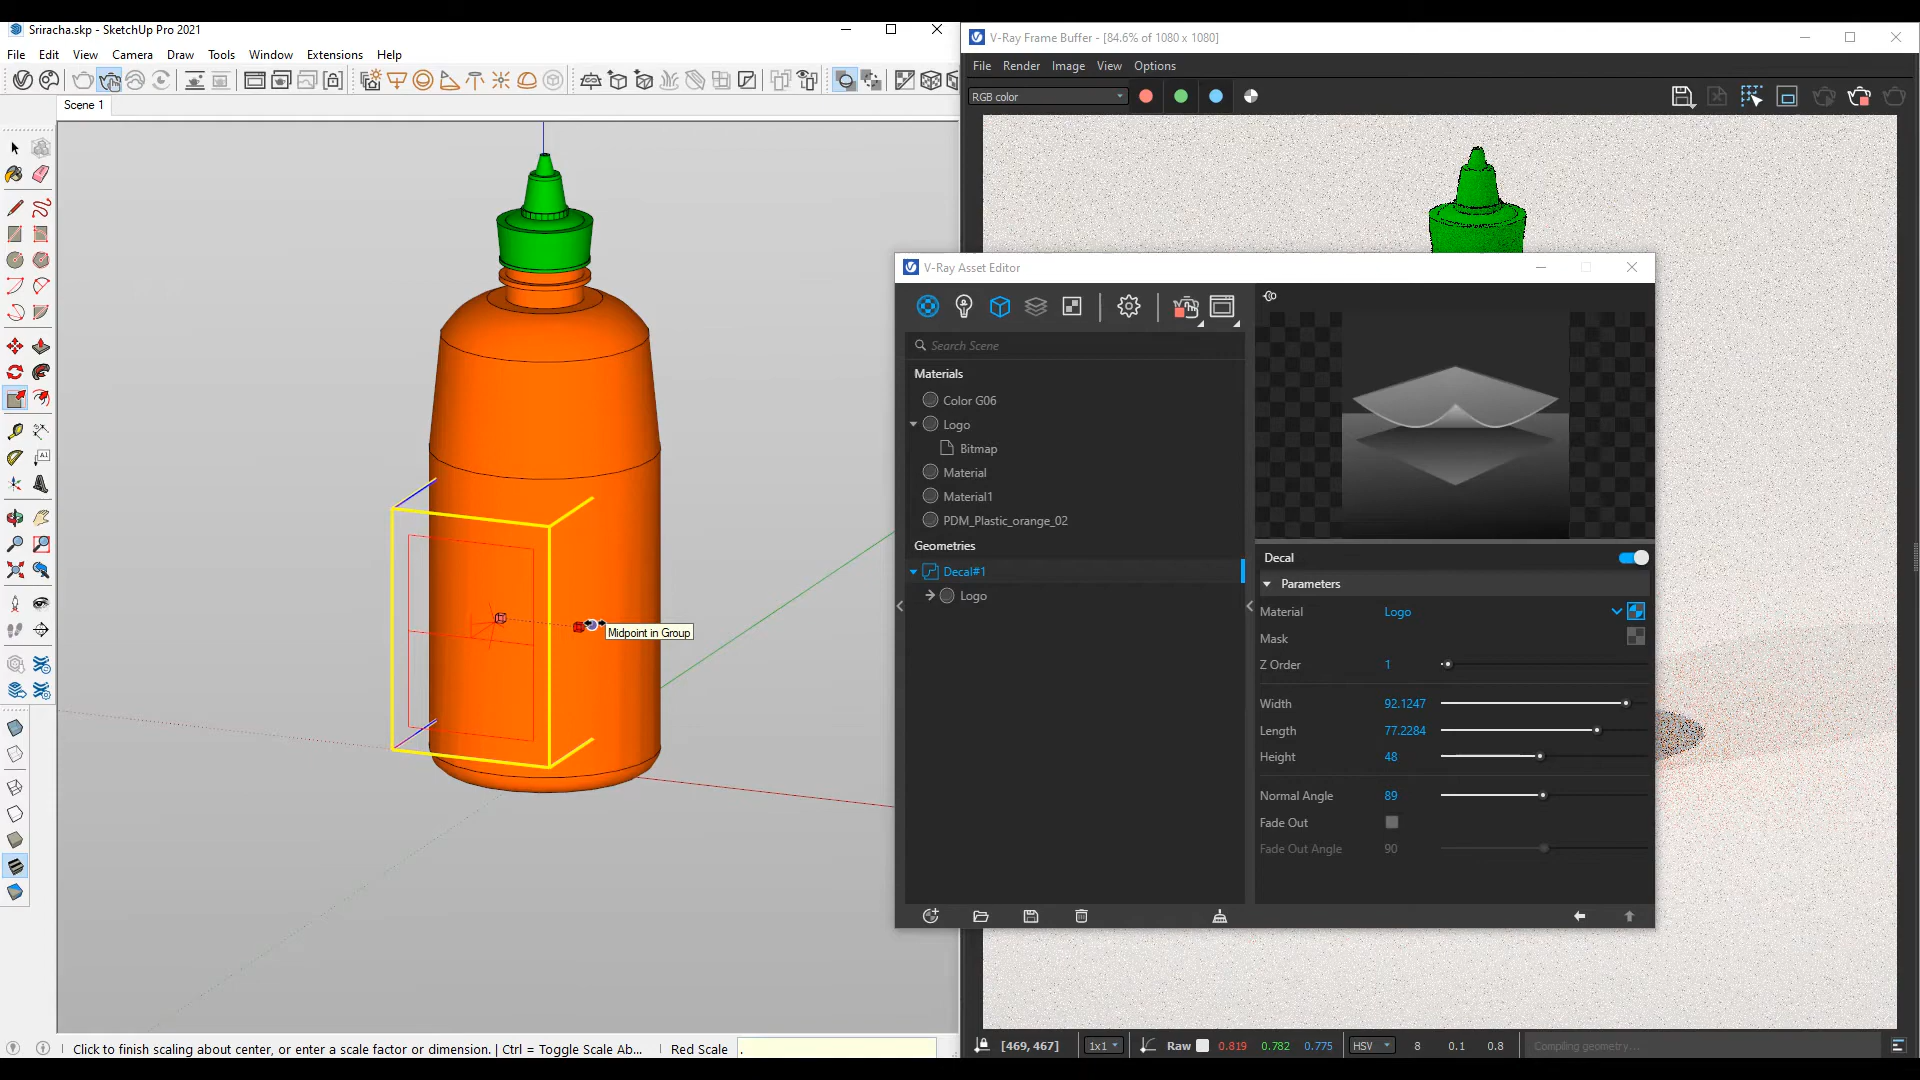 Sriracha.skp - SketchUp Pro 2021
File Edit View Camera Draw Tools Window Extensions Help
Scene 1
Midpoint in Group
Click to finish scaling about center, or enter a scale factor or dimension. | Ctrl = Toggle Scale Ab... Red Scale .
V-Ray Frame Buffer - [84.6% of 1080 x 1080]
File Render Image View Options
RGB color
V-Ray Asset Editor
Search Scene
Materials
Color G06
Logo
Bitmap
Material
Material1
PDM_Plastic_orange_02
Geometries
Decal#1
Logo
Decal
Parameters
Material Logo
Mask
Z Order 1
Width 92.1247
Length 77.2284
Height 48
Normal Angle 89
Fade Out
Fade Out Angle 90
[469, 467] 1x1 Raw 0.819 0.782 0.775 HSV 8 0.1 0.8 Compiling geometry...